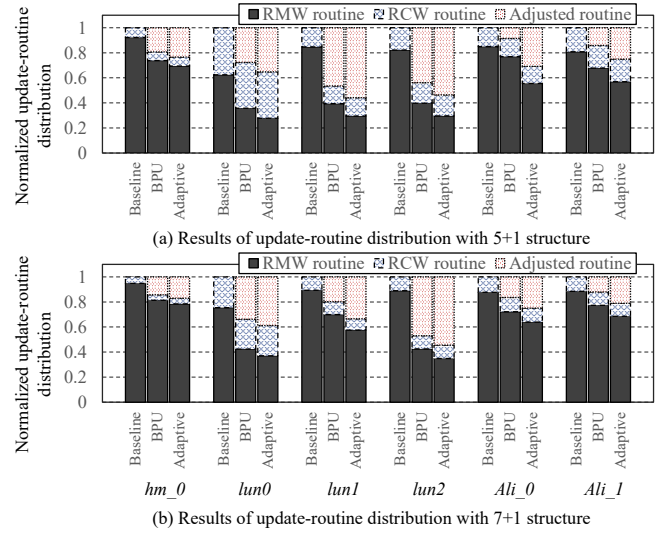 RMW routine RCW routine Adjusted routine
Normalized update-routine
distribution
1
0.8
0.6
0.4
0.2
0
Baseline BPU Adaptive Baseline BPU Adaptive Baseline BPU Adaptive Baseline BPU Adaptive Baseline BPU Adaptive Baseline BPU Adaptive
(a) Results of update-routine distribution with 5+1 structure
RMW routine RCW routine Adjusted routine
Normalized update-routine
distribution
1
0.8
0.6
0.4
0.2
0
Baseline BPU Adaptive Baseline BPU Adaptive Baseline BPU Adaptive Baseline BPU Adaptive Baseline BPU Adaptive Baseline BPU Adaptive
hm_0 lun0 lun1 lun2 Ali_0 Ali_1
(b) Results of update-routine distribution with 7+1 structure